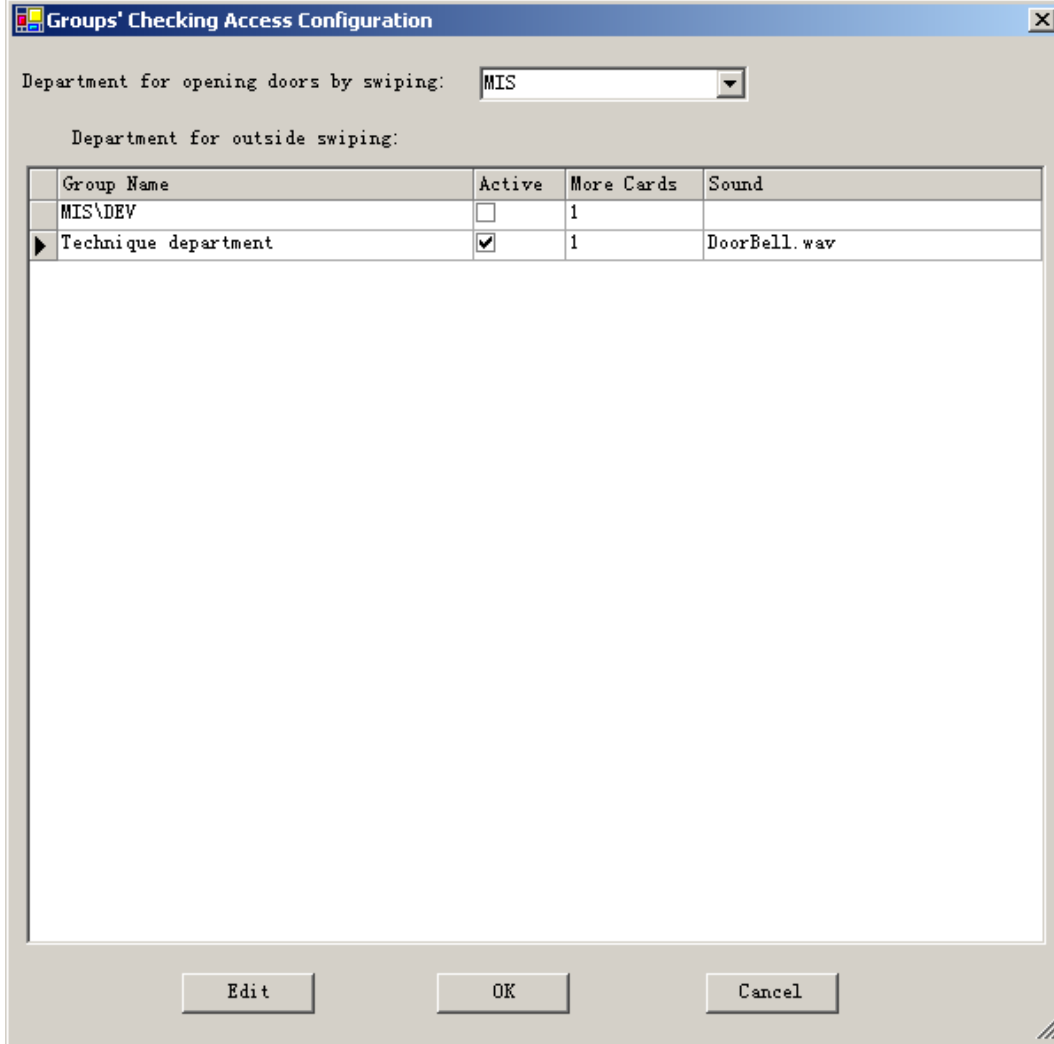 Groups' Checking Access Configuration
Department for opening doors by swiping: MIS
Department for outside swiping:
Group Name Active More Cards Sound
MIS\DEV 1
Technique department 1 DoorBell.wav
Edit OK Cancel